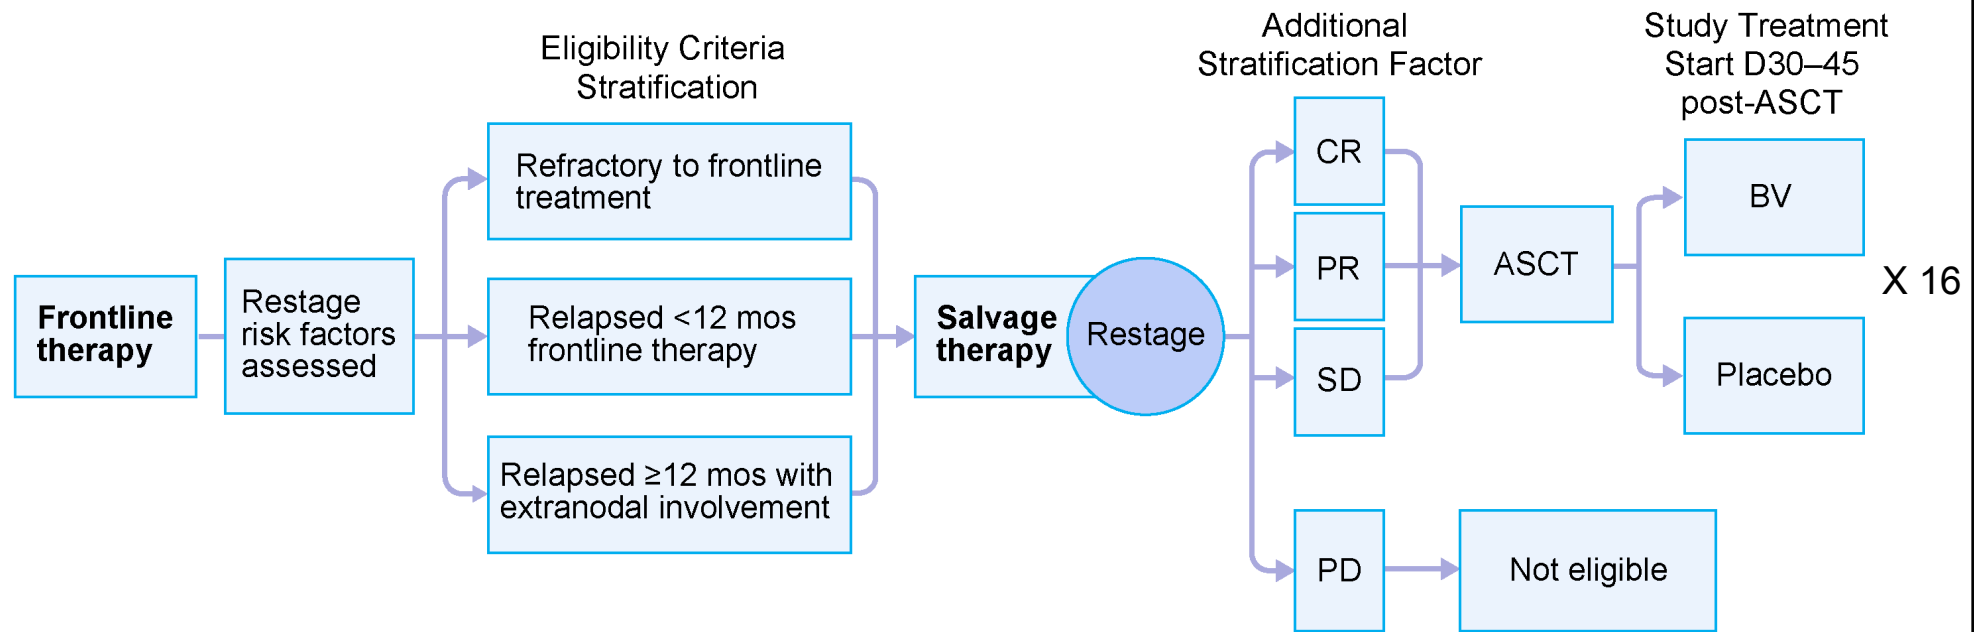 Eligibility Criteria
Stratification
Additional
Stratification Factor
Study Treatment
Start D30–45
post-ASCT
Frontline
therapy
Restage
risk factors
assessed
Refractory to frontline
treatment
Relapsed <12 mos
frontline therapy
Relapsed ≥12 mos with
extranodal involvement
Salvage
therapy
Restage
CR
PR
SD
PD
ASCT
Not eligible
BV
Placebo
X 16